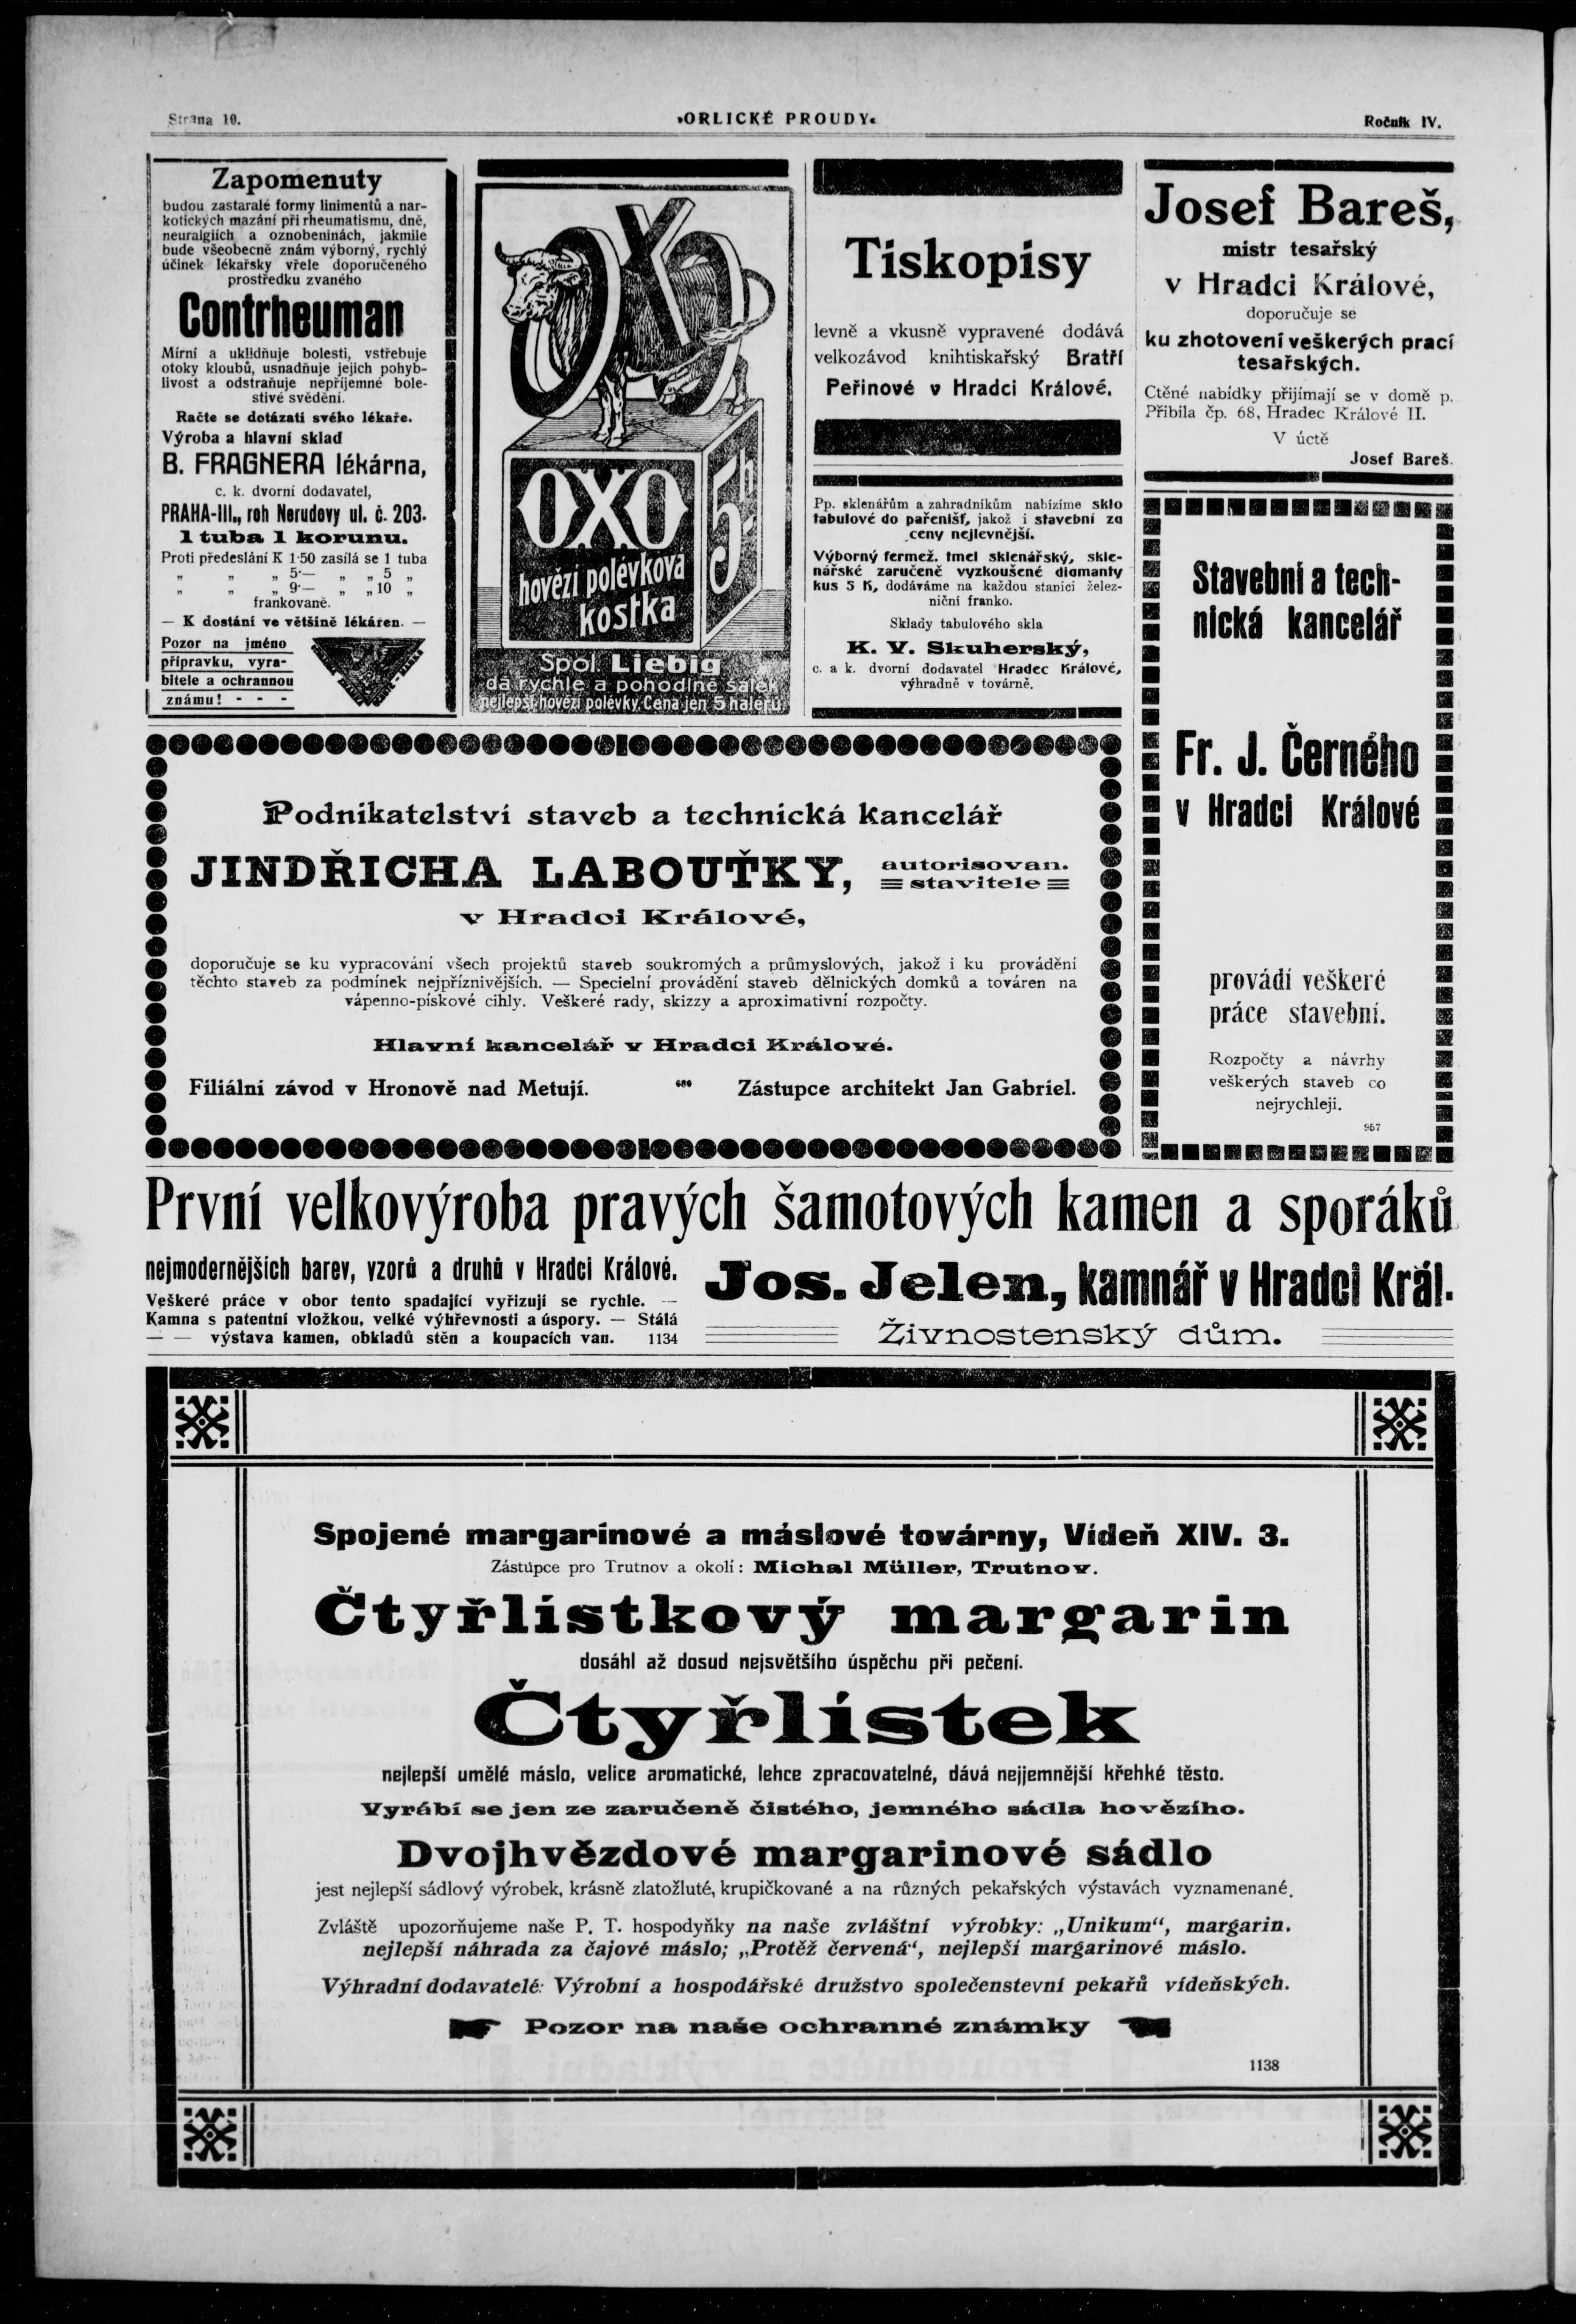 Strana 10.
»ORLICKÉ PROUDY«
Ročník IV.
Zapomenuty
budou zastaralé formy linimentů a nar-
kotických mazání při rheumatismu, dně,
neuralgiích a oznobeninách, jakmile
bude všeobecně znám výborný, rychlý
účinek lékařsky vřele doporučeného
prostředku zvaného
Contrheuman
Mírní a uklidňuje bolesti, vstřebuje
otoky kloubů, usnadňuje jejich pohyb-
livost a odstraňuje nepříjemné bole-
stivé svědění.
Račte se dotázati svého lékaře.
Výroba a hlavní sklad
B. FRAGNERA lékárna,
c. k. dvorní dodavatel,
PRAHA-III., roh Nerudovy ul. č. 203.
1 tuba 1 korunu.
Proti předeslání K 1·50 zasílá se 1 tuba
„ „ „ 5·— „ „ 5 „
„ „ „ 9·— „ „ 10 „
frankovaně.
— K dostání ve většině lékáren. —
Pozor na jméno
přípravku, vyra-
bitele a ochrannou
známu! - - -
OXO
OXO
5h
hovězí polévková
kostka
Spol. Liebig
dá rychle a pohodlně šálek
nejlepší hovězí polévky. Cena jen 5 haléřů.
Tiskopisy
levně a vkusně vypravené dodává
velkozávod knihtiskařský Bratří
Peřinové v Hradci Králové.
Pp. sklenářům a zahradníkům nabízíme sklo
tabulové do pařenišť, jakož i stavební za
ceny nejlevnější.
Výborný fermež. tmel sklenářský, skle-
nářské zaručeně vyzkoušené diamanty
kus 5 K, dodáváme na každou stanici želez-
niční franko.
Sklady tabulového skla
K. V. Skuherský,
c. a k. dvorní dodavatel Hradec Králové,
výhradně v továrně.
Josef Bareš,
mistr tesařský
v Hradci Králové,
doporučuje se
ku zhotovení veškerých prací
tesařských.
Ctěné nabídky přijímají se v domě p.
Přibila čp. 68, Hradec Králové II.
V úctě
Josef Bareš.
Stavební a tech-
nická kancelář
Fr. J. Černého
v Hradci Králové
provádí veškeré
práce stavební.
Rozpočty a návrhy
veškerých staveb co
nejrychleji.
957
Podnikatelství staveb a technická kancelář
JINDŘICHA LABOUŤKY, autorisovan.
stavitele
v Hradci Králové,
doporučuje se ku vypracování všech projektů staveb soukromých a průmyslových, jakož i ku provádění
těchto staveb za podmínek nejpříznivějších. — Specielní provádění staveb dělnických domků a továren na
vápenno-pískové cihly. Veškeré rady, skizzy a aproximativní rozpočty.
Hlavní kancelář v Hradci Králové.
Filiální závod v Hronově nad Metují. 680 Zástupce architekt Jan Gabriel.
První velkovýroba pravých šamotových kamen a sporáků
nejmodernějších barev, vzorů a druhů v Hradci Králové.
Veškeré práce v obor tento spadající vyřizují se rychle. —
Kamna s patentní vložkou, velké výhřevnosti a úspory. — Stálá
— — výstava kamen, obkladů stěn a koupacích van. 1134
Jos. Jelen, kamnář v Hradci Král.
Živnostenský dům.
Spojené margarinové a máslové továrny, Vídeň XIV. 3.
Zástupce pro Trutnov a okolí: Michal Müller, Trutnov.
Čtyřlístkový margarin
dosáhl až dosud nejsvětšího úspěchu při pečení.
Čtyřlístek
nejlepší umělé máslo, velice aromatické, lehce zpracovatelné, dává nejjemnější křehké těsto.
Vyrábí se jen ze zaručeně čistého, jemného sádla hovězího.
Dvojhvězdové margarinové sádlo
jest nejlepší sádlový výrobek, krásně zlatožluté, krupičkované a na různých pekařských výstavách vyznamenané.
Zvláště upozorňujeme naše P. T. hospodyňky na naše zvláštní výrobky: „Unikum“, margarin.
nejlepší náhrada za čajové máslo; „Protěž červená“, nejlepší margarinové máslo.
Výhradní dodavatelé: Výrobní a hospodářské družstvo společenstevní pekařů vídeňských.
Pozor na naše ochranné známky
1138